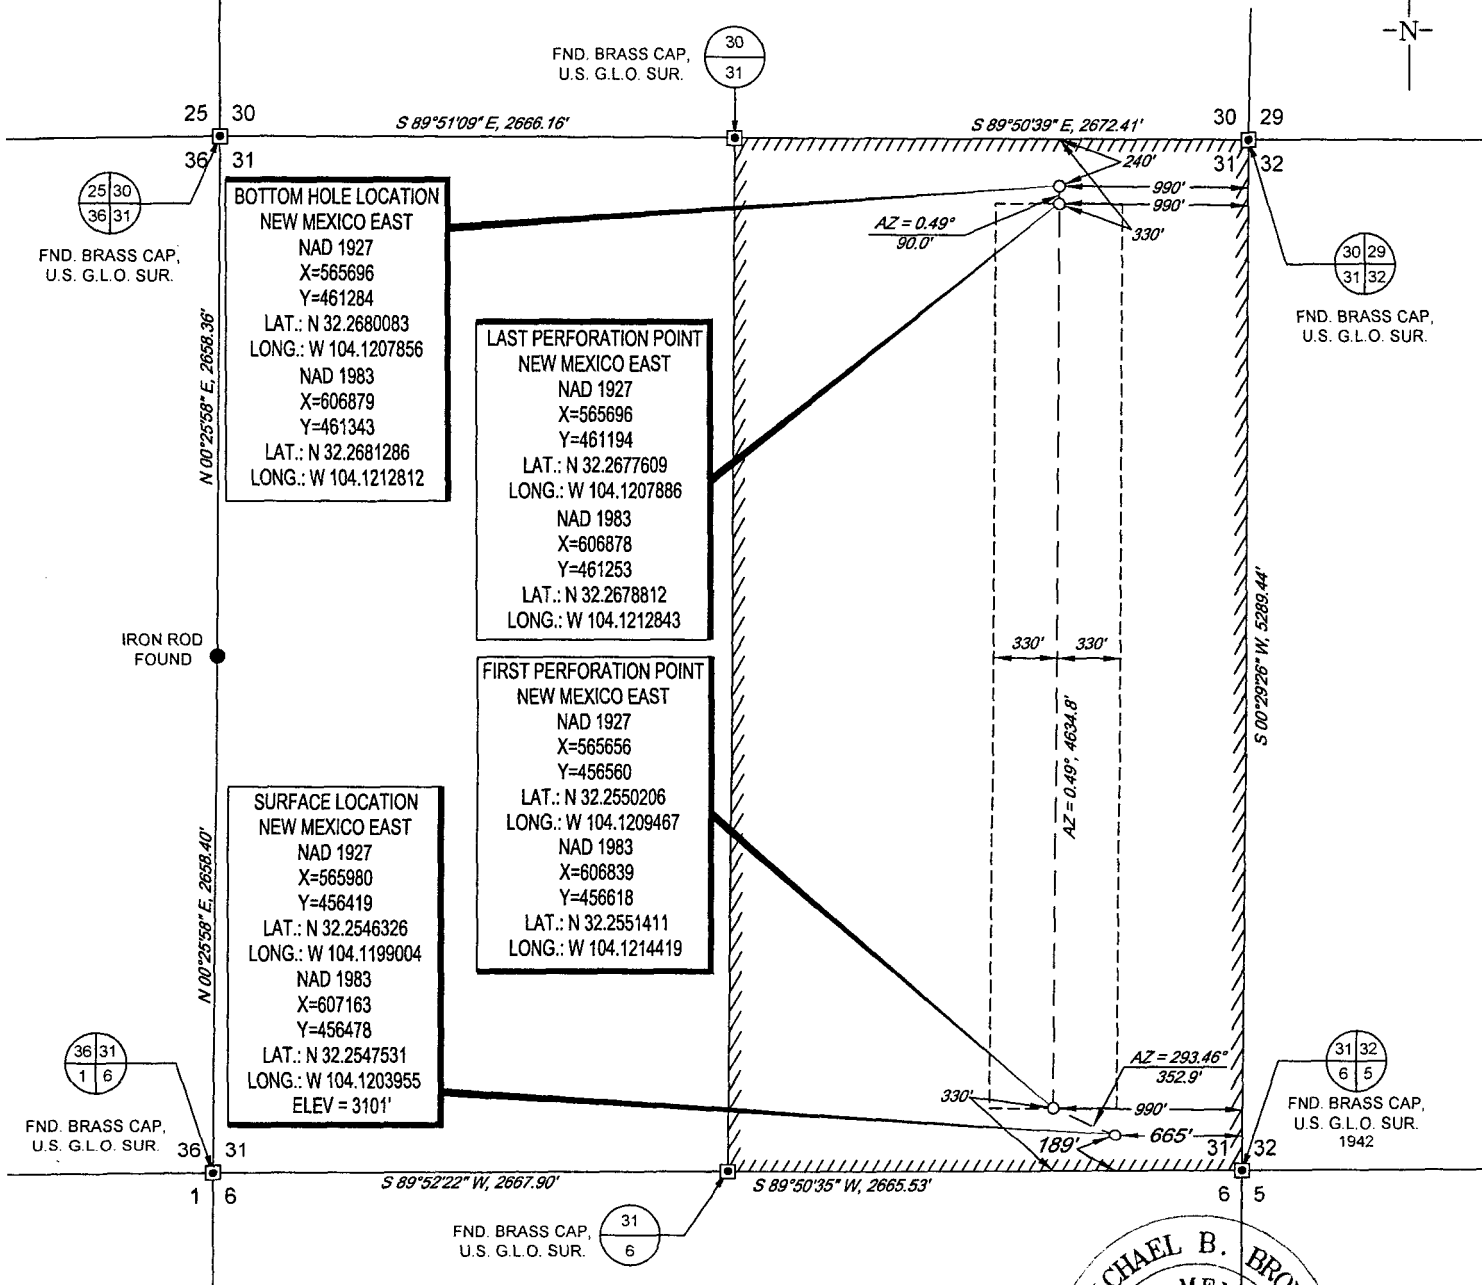 -N-
FND. BRASS CAP,
U.S. G.L.O. SUR.
30
31
25 30
36 31
S 89°51'09" E, 2666.16'
S 89°50'39" E, 2672.41'
30 29
31 32
25 30
36 31
FND. BRASS CAP,
U.S. G.L.O. SUR.
240'
990'
990'
330'
AZ = 0.49°
90.0'
30 29
31 32
FND. BRASS CAP,
U.S. G.L.O. SUR.
BOTTOM HOLE LOCATION
NEW MEXICO EAST
NAD 1927
X=565696
Y=461284
LAT.: N 32.2680083
LONG.: W 104.1207856
NAD 1983
X=606879
Y=461343
LAT.: N 32.2681286
LONG.: W 104.1212812
N 00°25'58" E, 2658.36'
LAST PERFORATION POINT
NEW MEXICO EAST
NAD 1927
X=565696
Y=461194
LAT.: N 32.2677609
LONG.: W 104.1207886
NAD 1983
X=606878
Y=461253
LAT.: N 32.2678812
LONG.: W 104.1212843
IRON ROD
FOUND
330'
330'
S 00°29'26" W, 5289.44'
AZ = 0.49°, 4634.8'
FIRST PERFORATION POINT
NEW MEXICO EAST
NAD 1927
X=565656
Y=456560
LAT.: N 32.2550206
LONG.: W 104.1209467
NAD 1983
X=606839
Y=456618
LAT.: N 32.2551411
LONG.: W 104.1214419
N 00°25'58" E, 2658.40'
SURFACE LOCATION
NEW MEXICO EAST
NAD 1927
X=565980
Y=456419
LAT.: N 32.2546326
LONG.: W 104.1199004
NAD 1983
X=607163
Y=456478
LAT.: N 32.2547531
LONG.: W 104.1203955
ELEV = 3101'
36 31
1 6
FND. BRASS CAP,
U.S. G.L.O. SUR.
AZ = 293.46°
352.9'
330'
990'
189'
665'
31 32
6 5
FND. BRASS CAP,
U.S. G.L.O. SUR.
1942
36 31
1 6
31 32
6 5
S 89°52'22" W, 2667.90'
S 89°50'35" W, 2665.53'
FND. BRASS CAP,
U.S. G.L.O. SUR.
31
6
CHAEL B. BRO
MEX